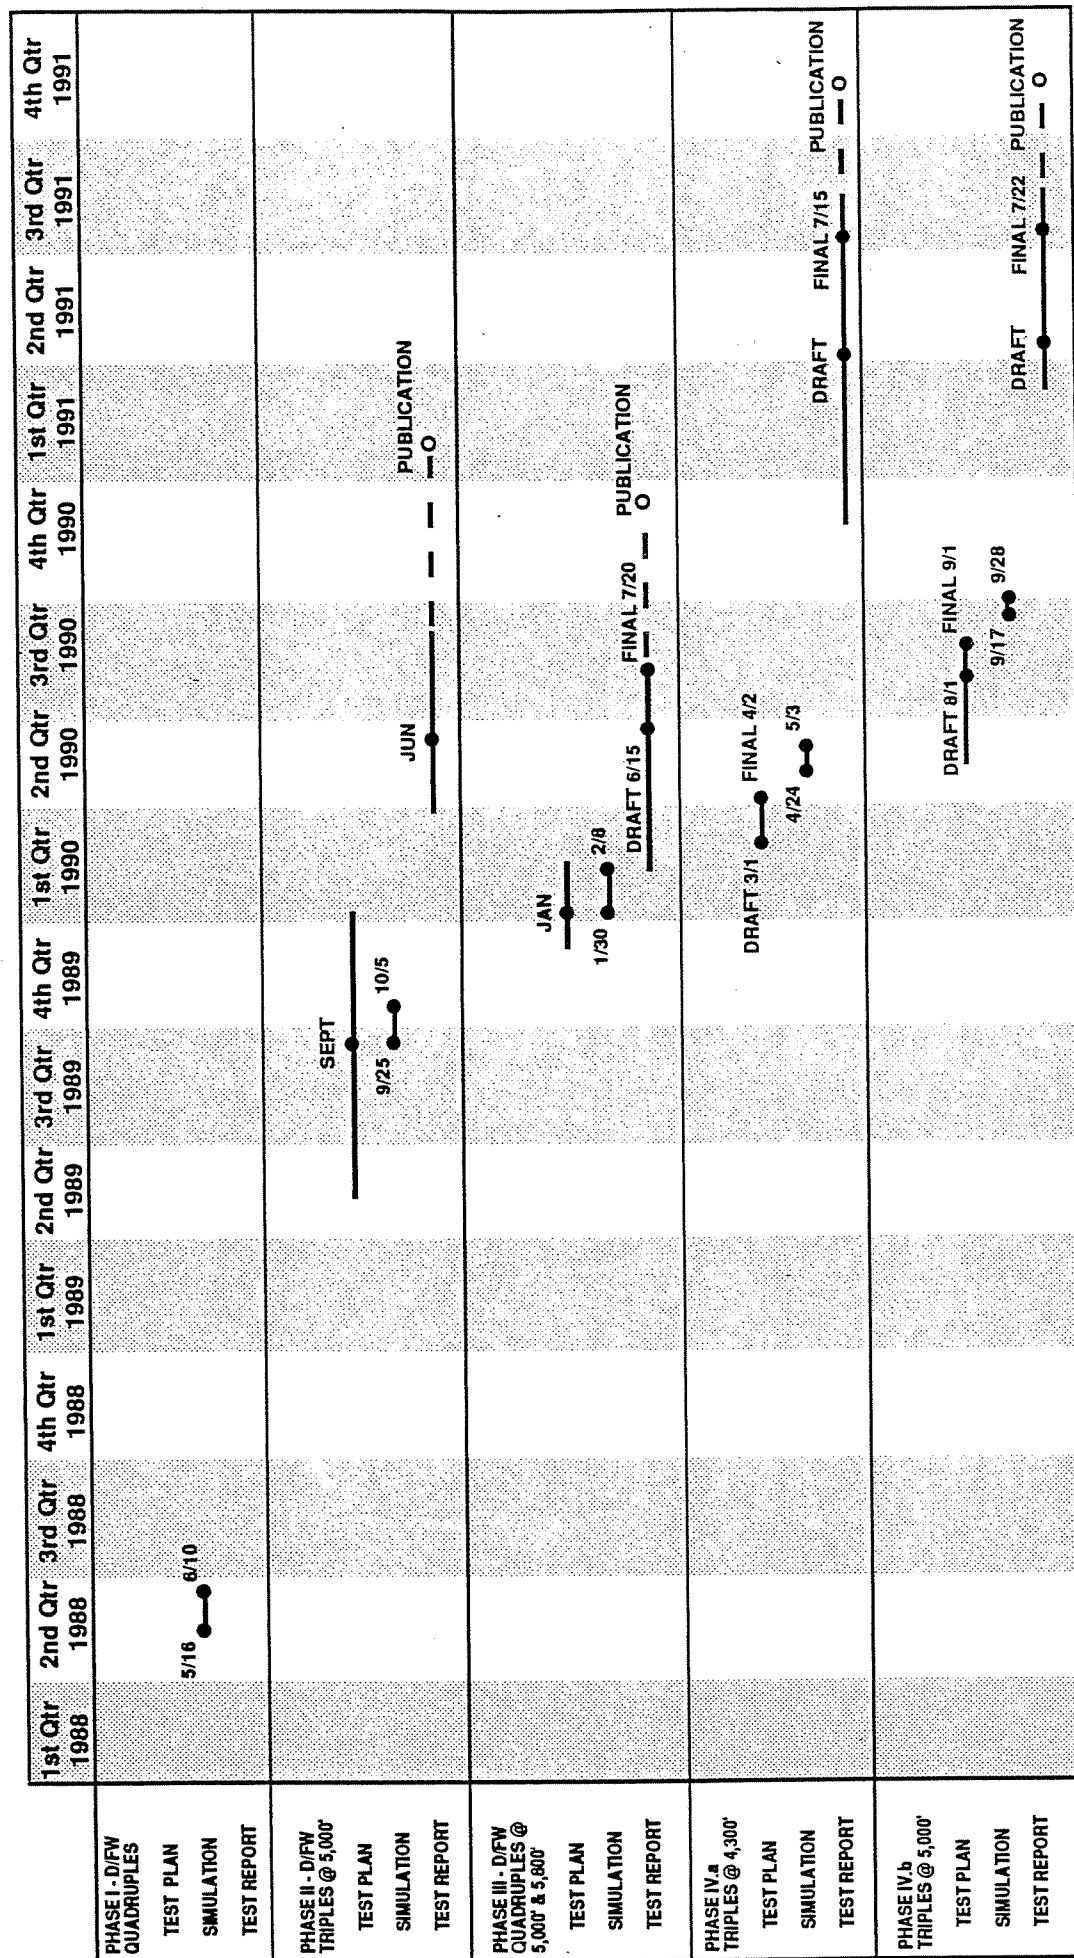 1st Qtr 2nd Qtr 3rd Qtr 4th Qtr 1st Qtr 2nd Qtr 3rd Qtr 4th Qtr 1st Qtr 2nd Qtr 3rd Qtr 4th Qtr 1st Qtr 2nd Qtr 3rd Qtr 4th Qtr
1988 1988 1988 1988 1989 1989 1989 1989 1990 1990 1990 1990 1991 1991 1991 1991
PHASE I - D/FW
QUADRUPLES
TEST PLAN
SIMULATION 5/16 6/10
TEST REPORT
PHASE II - D/FW
TRIPLES @ 5,000'
TEST PLAN SEPT
SIMULATION 9/25 10/5
TEST REPORT JUN PUBLICATION
PHASE III - D/FW
QUADRUPLES @
5,000' & 5,800'
TEST PLAN JAN
SIMULATION 1/30 2/8
TEST REPORT DRAFT 6/15 FINAL 7/20 PUBLICATION
PHASE IV.a
TRIPLES @ 4,300'
TEST PLAN DRAFT 3/1 FINAL 4/2
SIMULATION 4/24 5/3
TEST REPORT DRAFT FINAL 7/15 PUBLICATION
PHASE IV.b
TRIPLES @ 5,000'
TEST PLAN DRAFT 8/1 FINAL 9/1
SIMULATION 9/17 9/28
TEST REPORT DRAFT FINAL 7/22 PUBLICATION